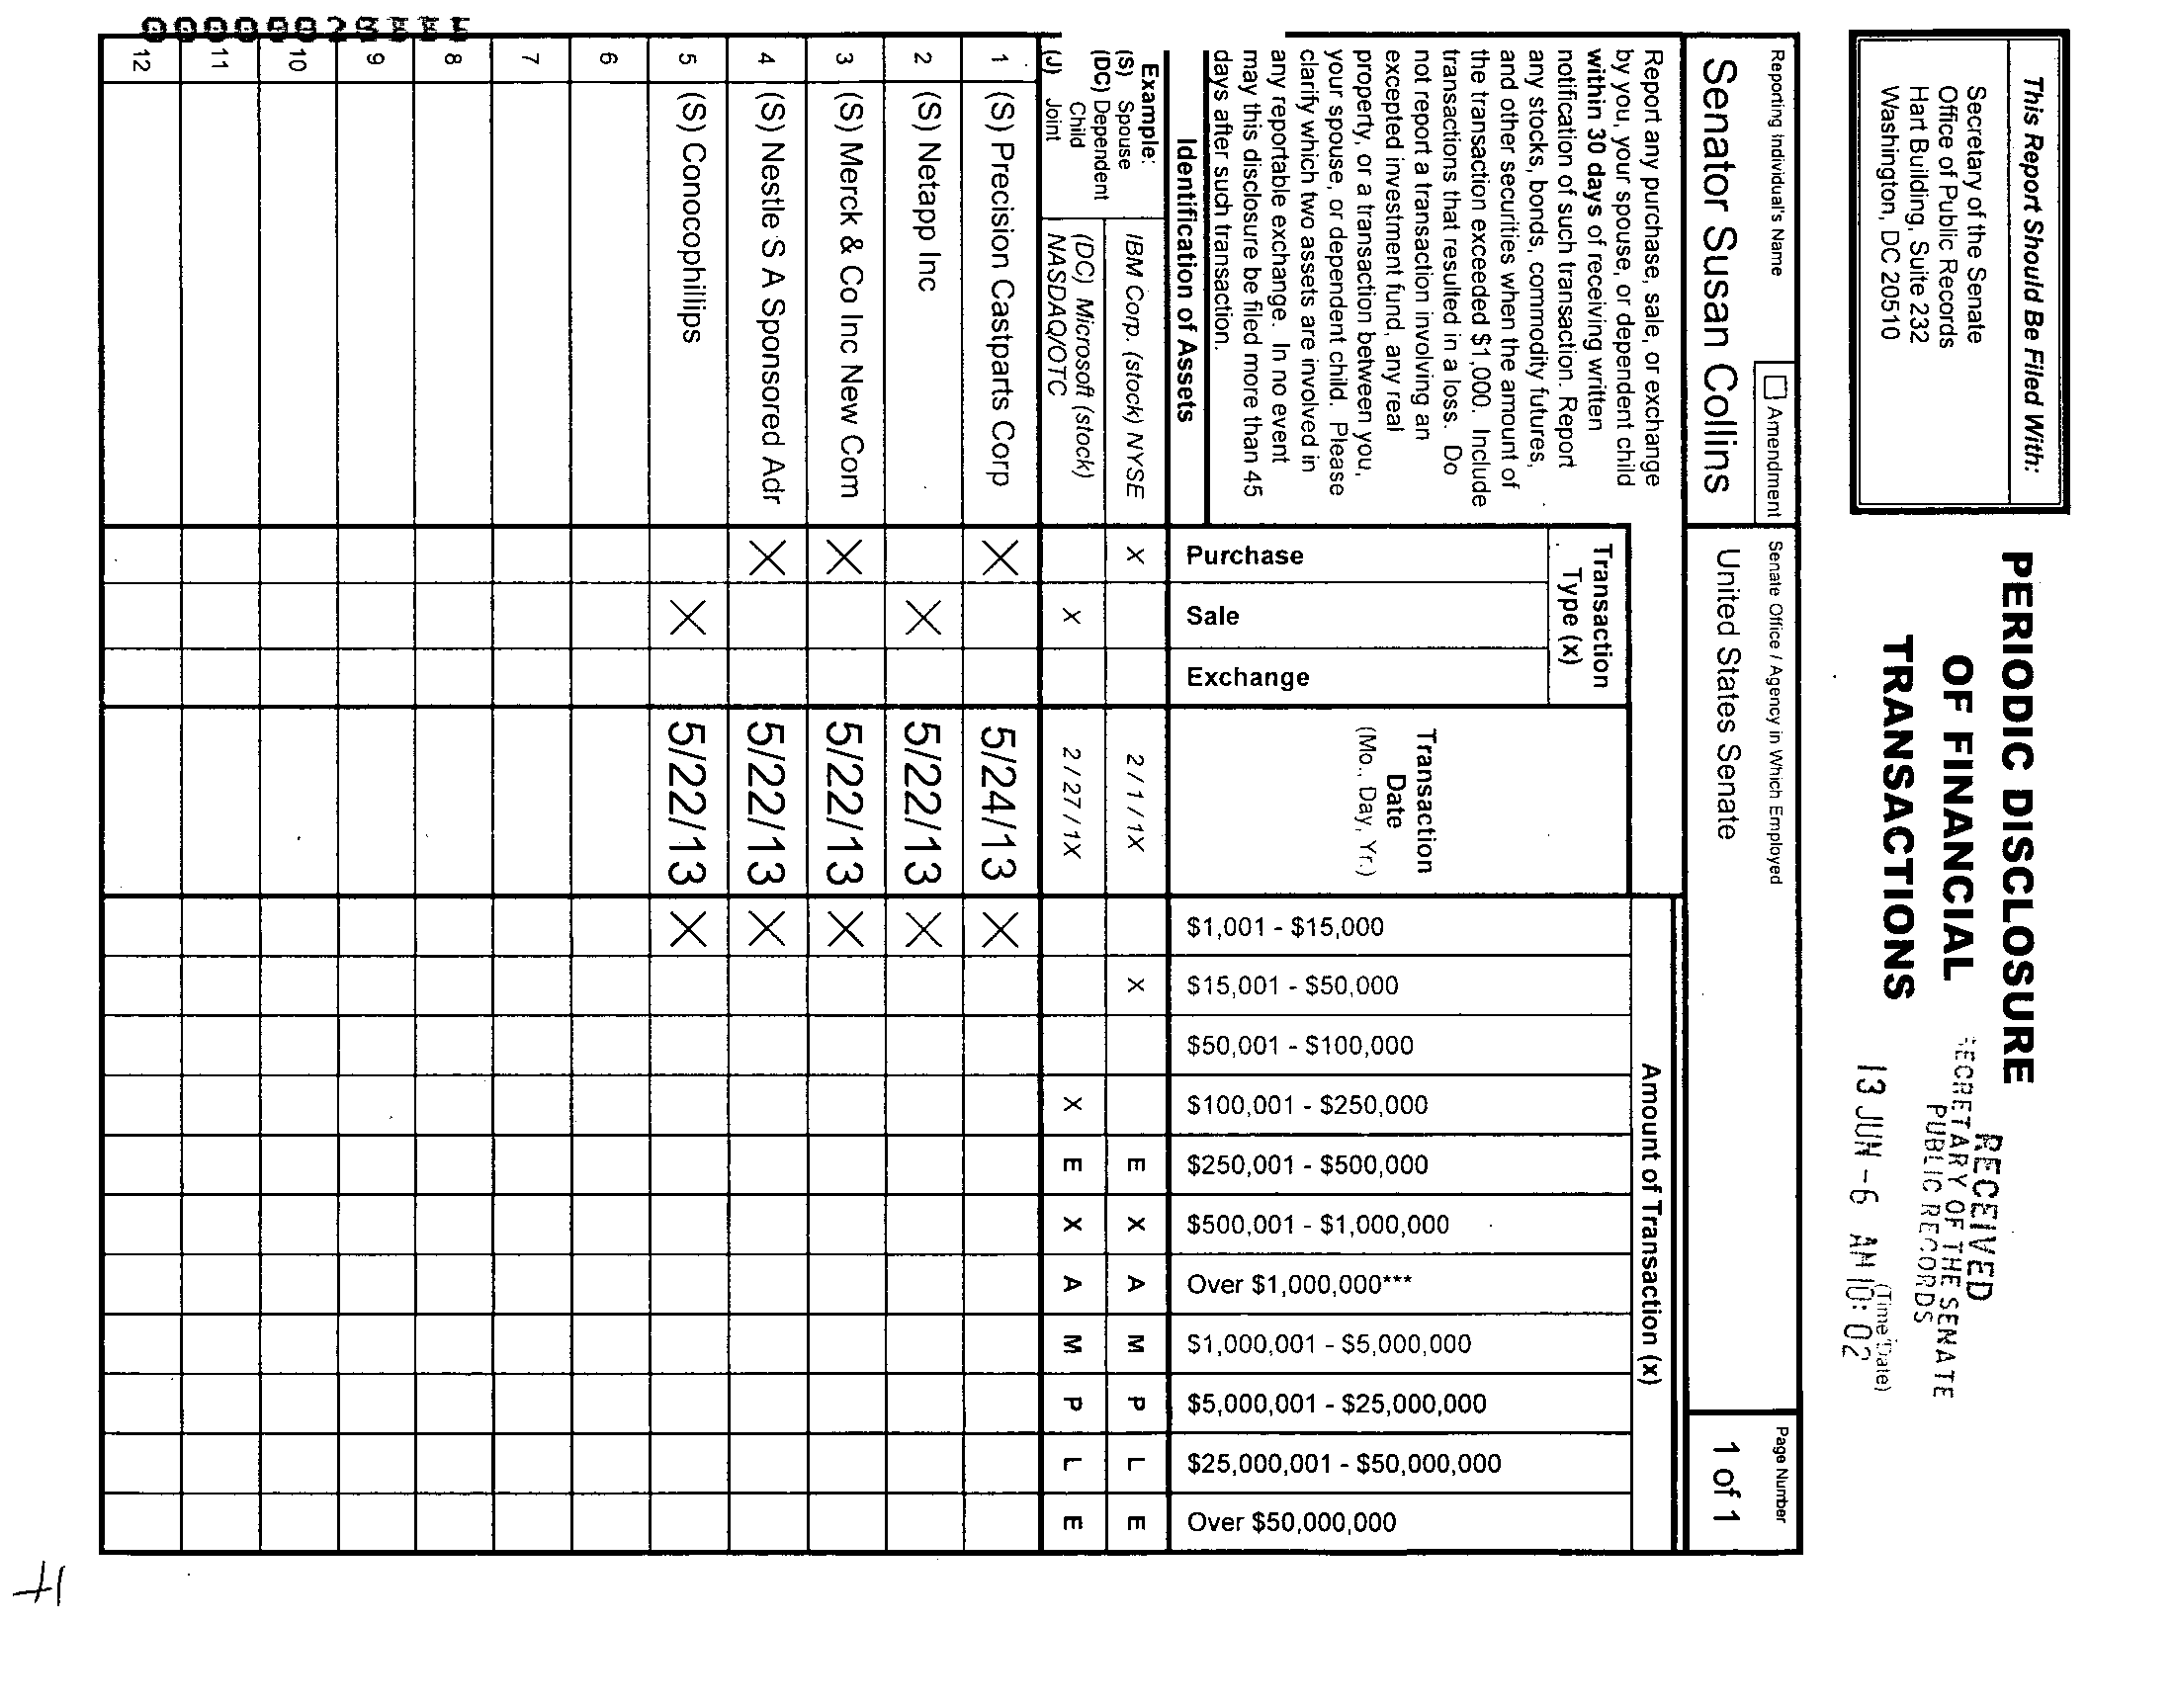 This Report Should Be Filed With:
Secretary of the Senate
Office of Public Records
Hart Building, Suite 232
Washington, DC 20510
PERIODIC DISCLOSURE
OF FINANCIAL
TRANSACTIONS
RECEIVED
SECRETARY OF THE SENATE
PUBLIC RECORDS
(Time/Date)
13 JUN -6 AM 10: 02
Reporting Individual's Name
Amendment
Senate Office / Agency in Which Employed
Page Number
Senator Susan Collins
United States Senate
1 of 1
Report any purchase, sale, or exchange
by you, your spouse, or dependent child
within 30 days of receiving written
notification of such transaction. Report
any stocks, bonds, commodity futures,
and other securities when the amount of
the transaction exceeded $1,000. Include
transactions that resulted in a loss. Do
not report a transaction involving an
excepted investment fund, any real
property, or a transaction between you,
your spouse, or dependent child. Please
clarify which two assets are involved in
any reportable exchange. In no event
may this disclosure be filed more than 45
days after such transaction.
Transaction
Type (x)
Amount of Transaction (x)
Identification of Assets
Purchase
Sale
Exchange
Transaction
Date
(Mo., Day, Yr.)
$1,001 - $15,000
$15,001 - $50,000
$50,001 - $100,000
$100,001 - $250,000
$250,001 - $500,000
$500,001 - $1,000,000
Over $1,000,000***
$1,000,001 - $5,000,000
$5,000,001 - $25,000,000
$25,000,001 - $50,000,000
Over $50,000,000
Example:
(S) Spouse
(DC) Dependent
Child
(J) Joint
IBM Corp. (stock) NYSE X 2 / 1 / 1X X E X A M P L E
(DC) Microsoft (stock)
NASDAQ/OTC X 2 / 27 / 1X X E X A M P L E
1 (S) Precision Castparts Corp X 5/24/13 X
2 (S) Netapp Inc X 5/22/13 X
3 (S) Merck & Co Inc New Com X 5/22/13 X
4 (S) Nestle S A Sponsored Adr X 5/22/13 X
5 (S) Conocophillips X 5/22/13 X
6
7
8
9
10
11
12